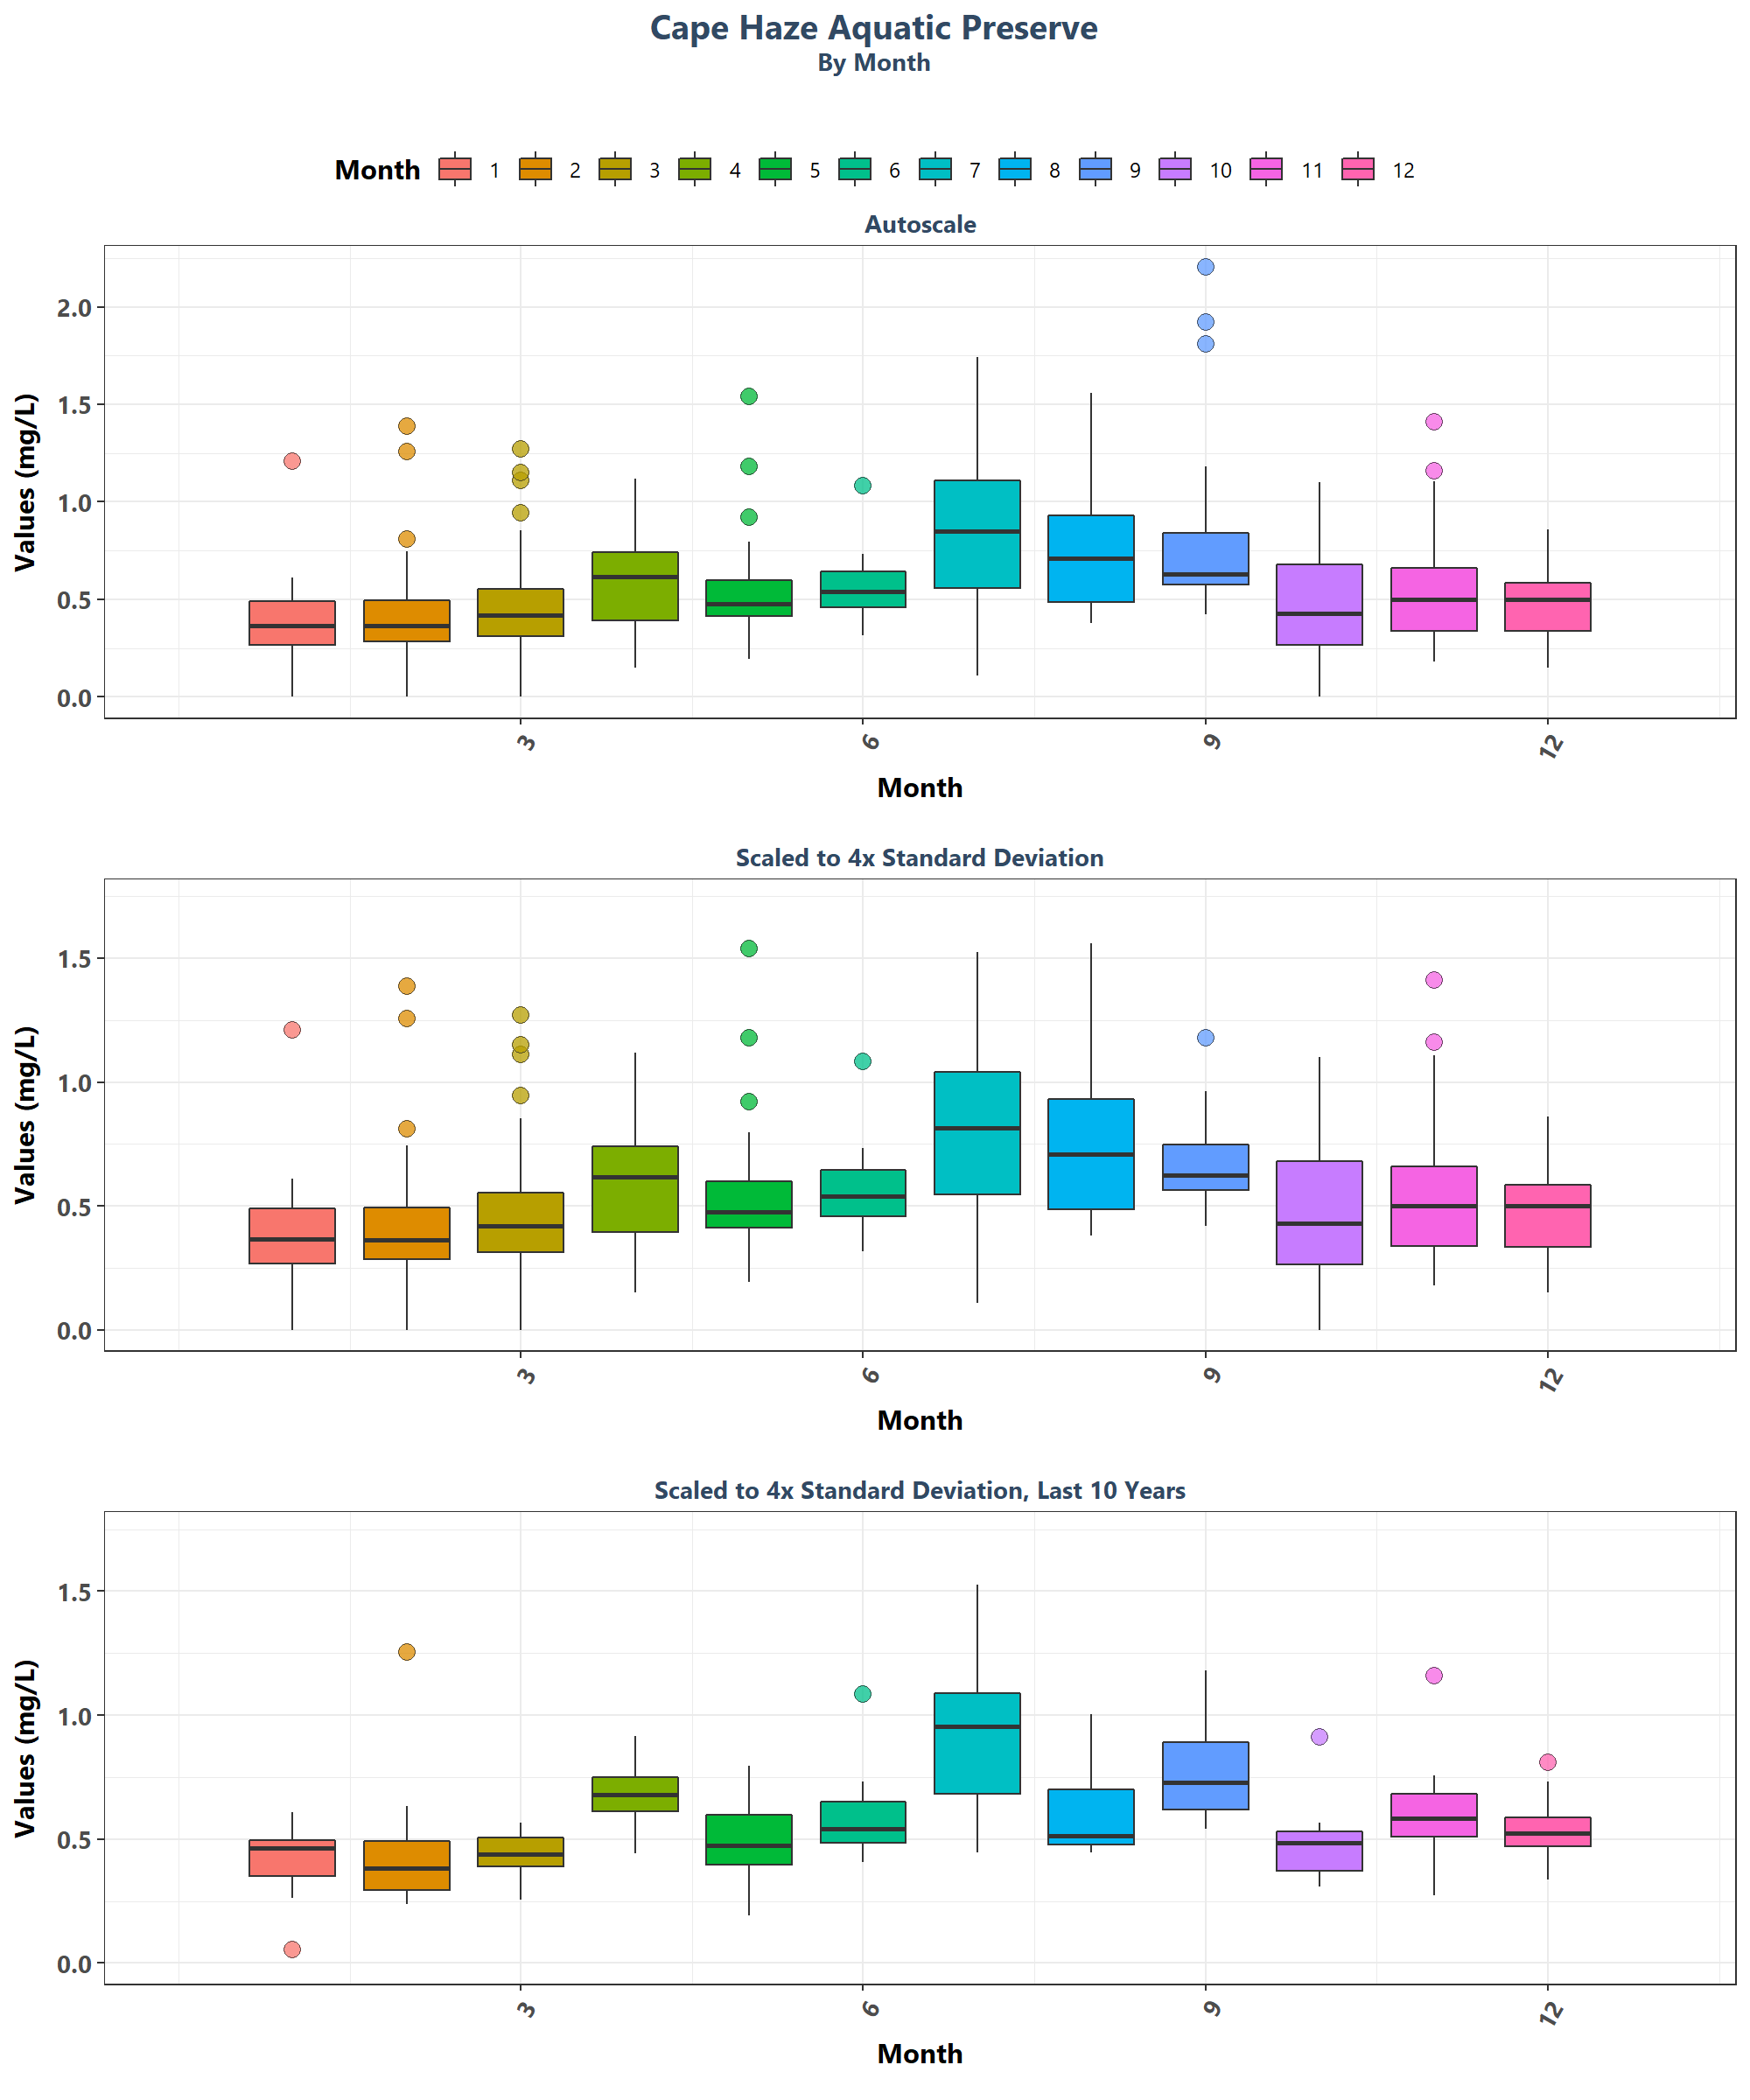 Cape Haze Aquatic Preserve
By Month
Month 1 2 3 4 5 6 7 8 9 10 11 12
Autoscale
Values (mg/L)
2.0
1.5
1.0
0.5
0.0
3 6 9 12
Month
Scaled to 4x Standard Deviation
Values (mg/L)
1.5
1.0
0.5
0.0
3 6 9 12
Month
Scaled to 4x Standard Deviation, Last 10 Years
Values (mg/L)
1.5
1.0
0.5
0.0
3 6 9 12
Month